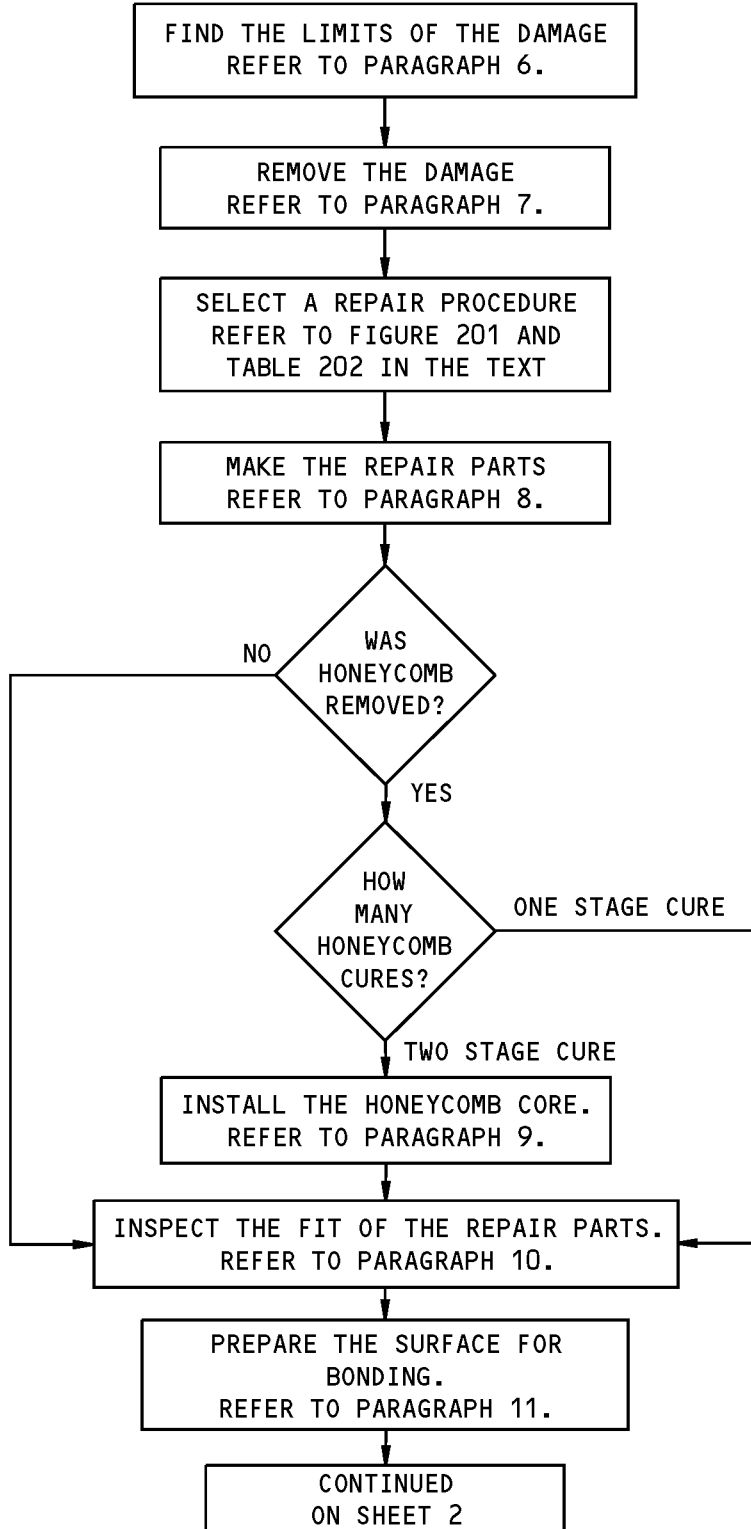 FIND THE LIMITS OF THE DAMAGE
REFER TO PARAGRAPH 6.
REMOVE THE DAMAGE
REFER TO PARAGRAPH 7.
SELECT A REPAIR PROCEDURE
REFER TO FIGURE 201 AND
TABLE 202 IN THE TEXT
MAKE THE REPAIR PARTS
REFER TO PARAGRAPH 8.
WAS
HONEYCOMB
REMOVED?
NO
YES
HOW
MANY
HONEYCOMB
CURES?
ONE STAGE CURE
TWO STAGE CURE
INSTALL THE HONEYCOMB CORE.
REFER TO PARAGRAPH 9.
INSPECT THE FIT OF THE REPAIR PARTS.
REFER TO PARAGRAPH 10.
PREPARE THE SURFACE FOR
BONDING.
REFER TO PARAGRAPH 11.
CONTINUED
ON SHEET 2